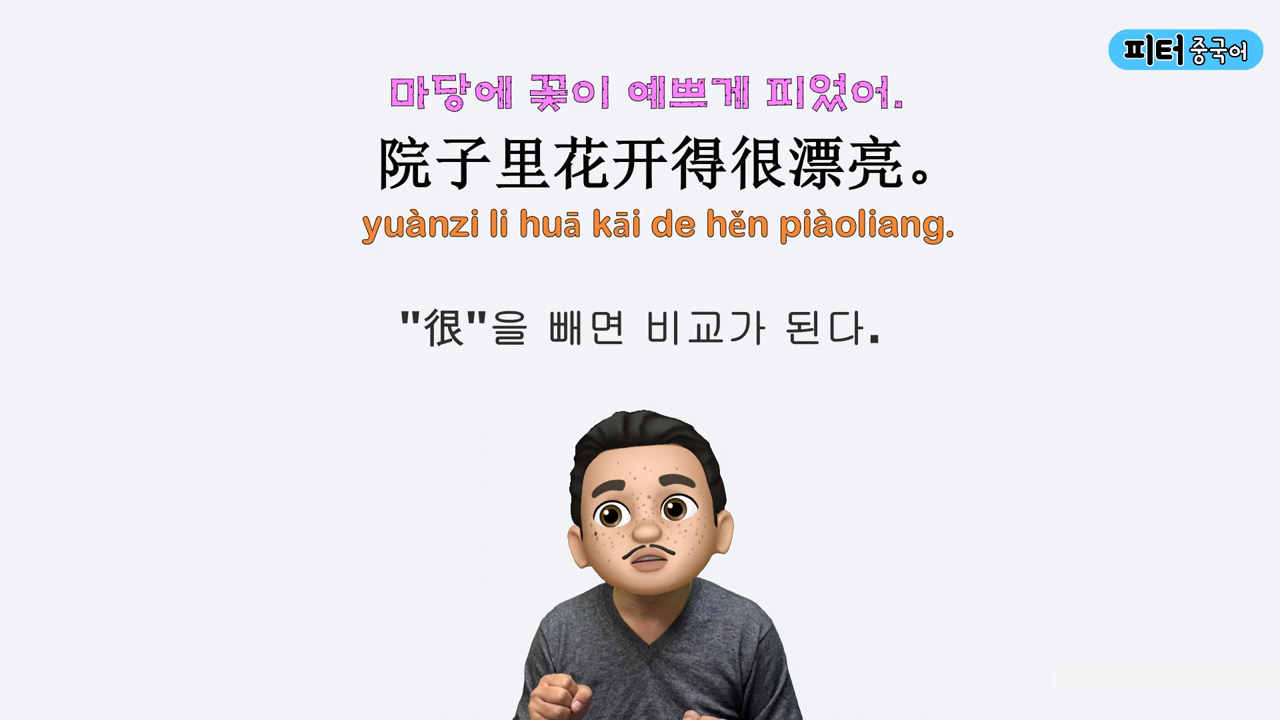 피터 중국어
마당에 꽃이 예쁘게 피었어.
院子里花开得很漂亮。
yuànzi li huā kāi de hěn piàoliang.
"很"을 빼면 비교가 된다.